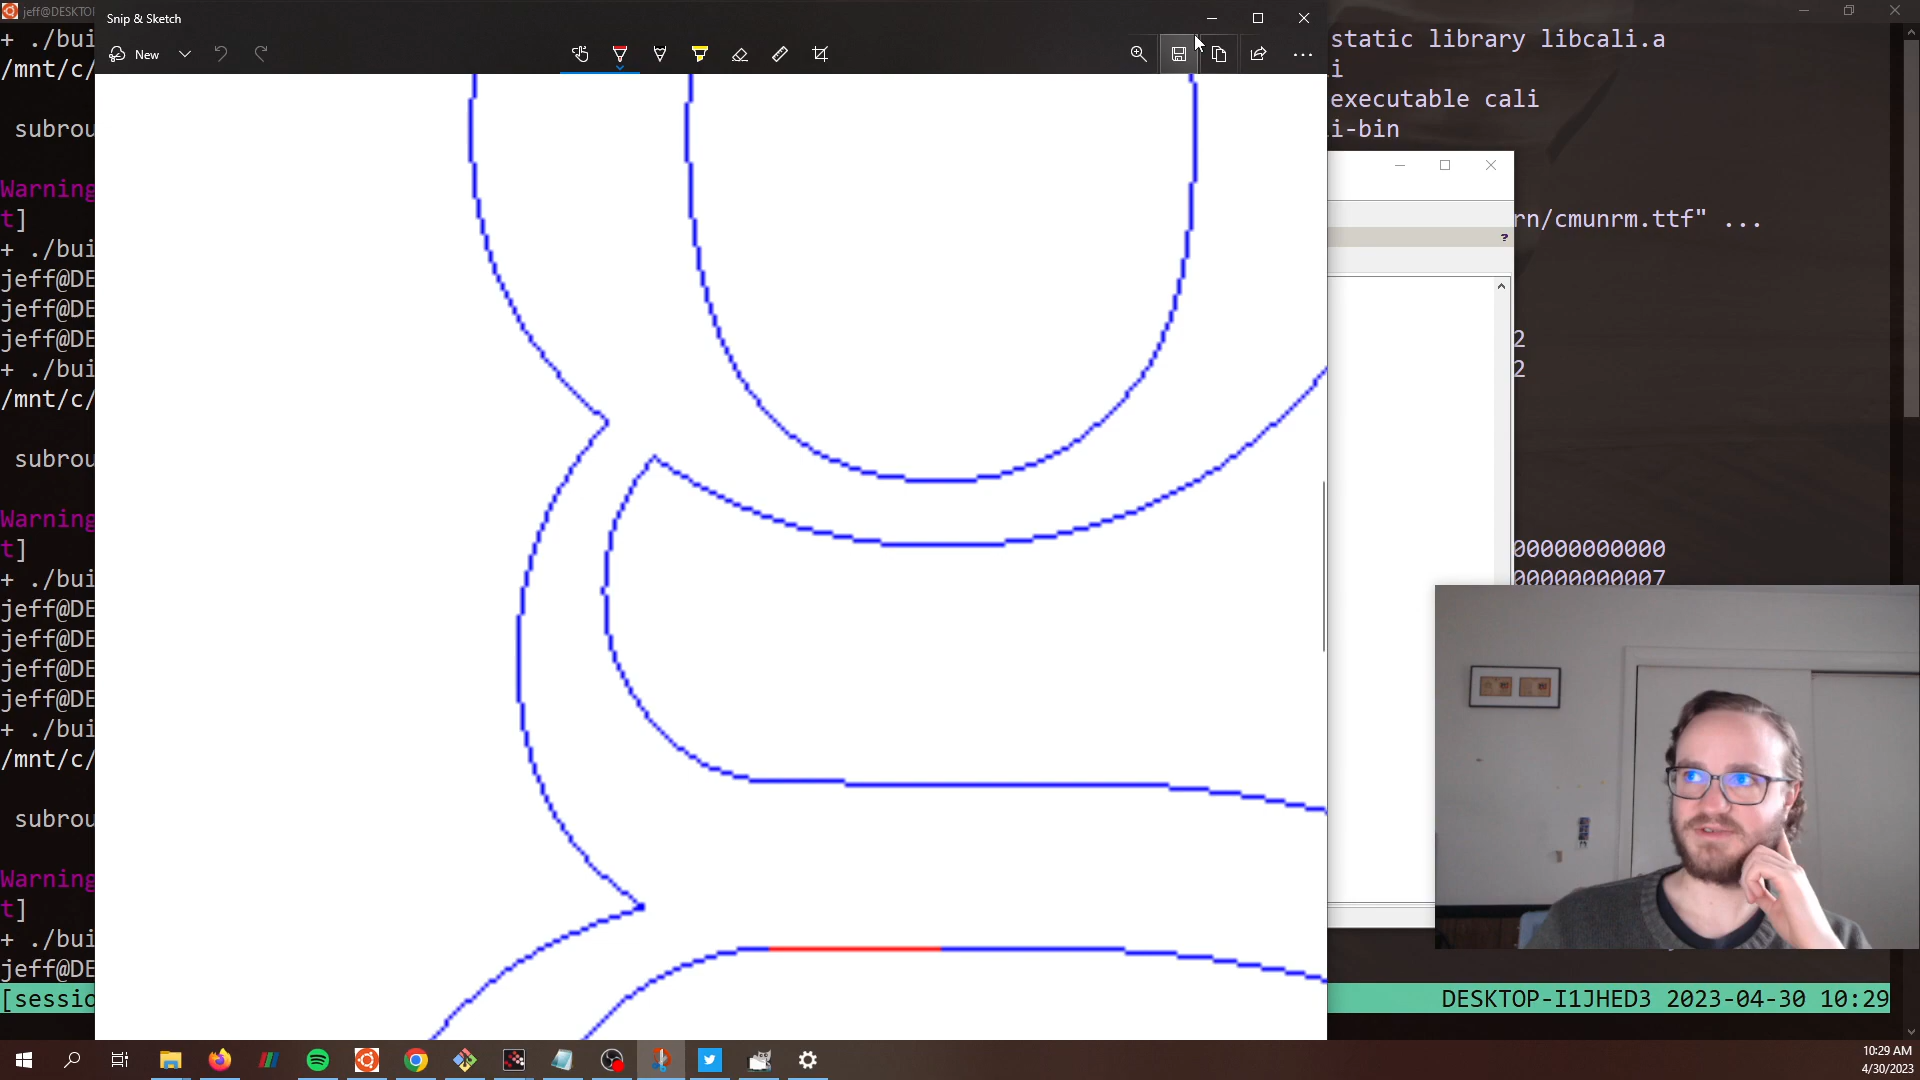 jeff@DESKTO
Snip & Sketch
New
+ ./bui
/mnt/c/
subrou
Warning
t]
+ ./bui
jeff@DE
jeff@DE
jeff@DE
+ ./bui
/mnt/c/
subrou
Warning
t]
+ ./bui
jeff@DE
jeff@DE
jeff@DE
jeff@DE
+ ./bui
/mnt/c/
subrou
Warning
t]
+ ./bui
jeff@DE
static library libcali.a
i
executable cali
i-bin
rn/cmunrm.ttf" ...
?
2
2
00000000000
00000000007
[sessio
DESKTOP-I1JHED3 2023-04-30 10:29
10:29 AM
4/30/2023